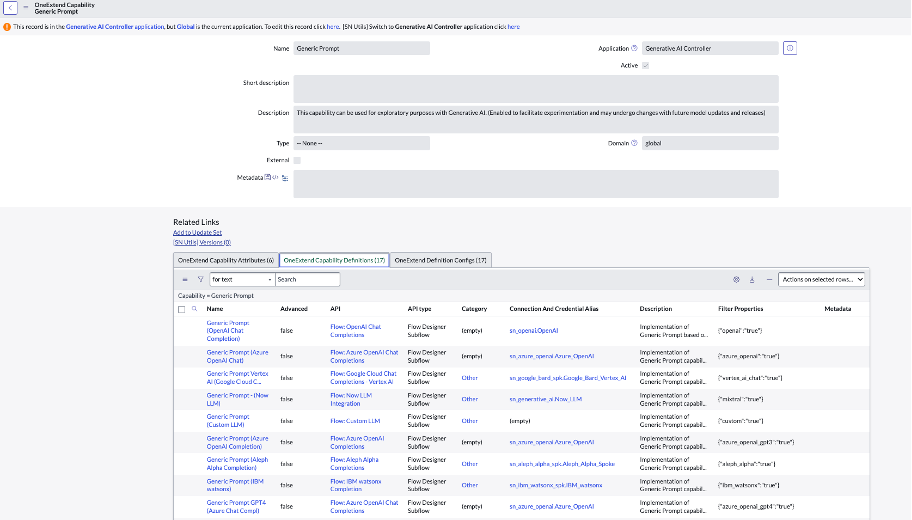 OneExtend Capability
Generic Prompt
This record is in the Generative AI Controller application, but Global is the current application. To edit this record click here. [SN Utils] Switch to Generative AI Controller application click here
Name Generic Prompt Application Generative AI Controller
Active
Short description
Description This capability can be used for exploratory purposes with Generative AI. (Enabled to facilitate experimentation and may undergo changes with future model updates and releases)
Type -- None -- Domain global
External
Metadata
Related Links
Add to Update Set
[SN Utils] Versions (0)
OneExtend Capability Attributes (6) OneExtend Capability Definitions (17) OneExtend Definition Configs (17)
for text Search Actions on selected rows...
Capability = Generic Prompt
Name Advanced API API type Category Connection And Credential Alias Description Filter Properties Metadata
Generic Prompt
(OpenAI Chat
Completion)
false
Flow: OpenAI Chat
Completions
Flow Designer
Subflow
(empty)
sn_openai.OpenAI
Implementation of
Generic Prompt based o...
{"openai":"true"}
Generic Prompt (Azure
OpenAI Chat)
false
Flow: Azure OpenAI Chat
Completions
Flow Designer
Subflow
(empty)
sn_azure_openai.Azure_OpenAI
Implementation of
Generic Prompt capabil...
{"azure_openai":"true"}
Generic Prompt Vertex
AI (Google Cloud C...
false
Flow: Google Cloud Chat
Completions - Vertex AI
Flow Designer
Subflow
Other
sn_google_bard_spk.Google_Bard_Vertex_AI
Implementation of
Generic Prompt capabil...
{"vertex_ai_chat":"true"}
Generic Prompt - (Now
LLM)
false
Flow: Now LLM
Integration
Flow Designer
Subflow
Other
sn_generative_ai.Now_LLM
Implementation of
Generic Prompt capabil...
{"mixtral":"true"}
Generic Prompt
(Custom LLM)
false
Flow: Custom LLM
Flow Designer
Subflow
Other
(empty)
Implementation of
Generic Prompt capabil...
{"custom":"true"}
Generic Prompt (Azure
OpenAI Completion)
false
Flow: Azure OpenAI
Completions
Flow Designer
Subflow
(empty)
sn_azure_openai.Azure_OpenAI
Implementation of
Generic Prompt capabil...
{"azure_openai_gpt3":"true"}
Generic Prompt (Aleph
Alpha Completion)
false
Flow: Aleph Alpha
Completions
Flow Designer
Subflow
Other
sn_aleph_alpha_spk.Aleph_Alpha_Spoke
Implementation of
Generic Prompt capabil...
{"aleph_alpha":"true"}
Generic Prompt (IBM
watsonx)
false
Flow: IBM watsonx
Completion
Flow Designer
Subflow
Other
sn_ibm_watsonx_spk.IBM_watsonx
Implementation of
Generic Prompt capabil...
{"ibm_watsonx":"true"}
Generic Prompt GPT4
(Azure Chat Compl)
false
Flow: Azure OpenAI Chat
Completions
Flow Designer
Subflow
(empty)
sn_azure_openai.Azure_OpenAI
Implementation of
Generic Prompt capabil...
{"azure_openai_gpt4":"true"}